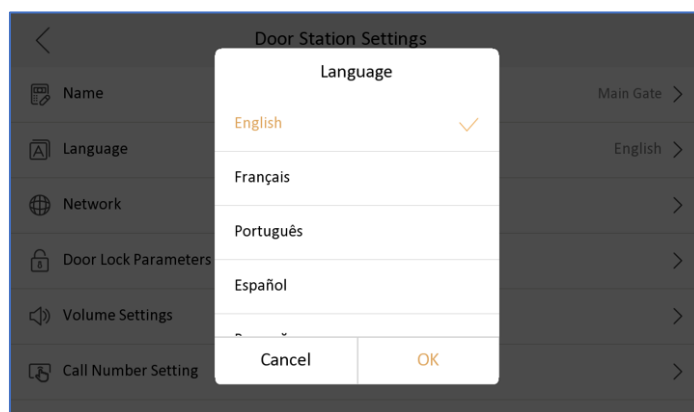 Door Station Settings
Language
Name
Main Gate
English
Language
English
Français
Network
Português
Door Lock Parameters
Español
Volume Settings
Cancel
OK
Call Number Setting